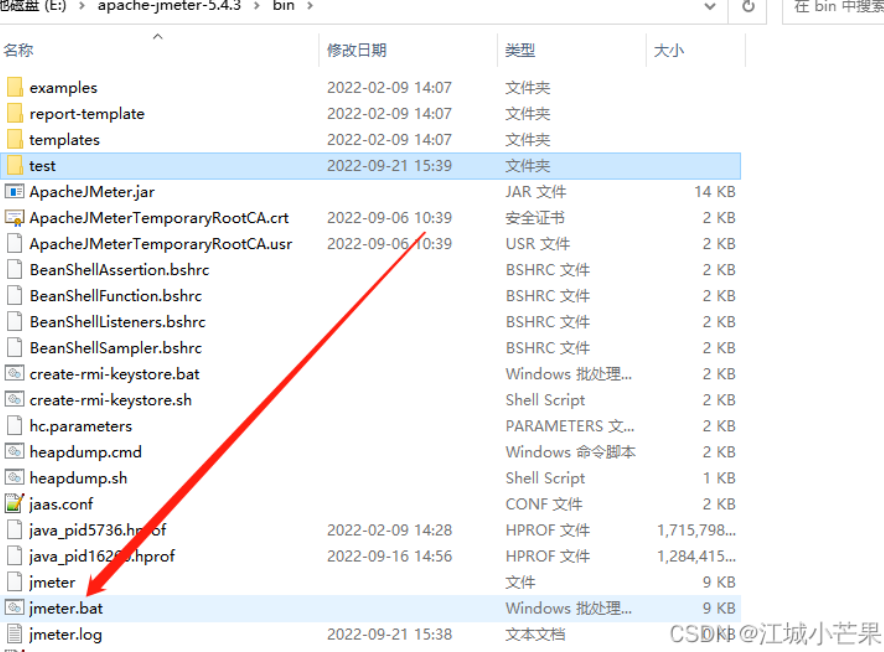 (E:) > apache-jmeter-5.4.3 > bin >
在 bin 中搜索
名称 修改日期 类型 大小
examples 2022-02-09 14:07 文件夹
report-template 2022-02-09 14:07 文件夹
templates 2022-02-09 14:07 文件夹
test 2022-09-21 15:39 文件夹
ApacheJMeter.jar JAR 文件 14 KB
ApacheJMeterTemporaryRootCA.crt 2022-09-06 10:39 安全证书 2 KB
ApacheJMeterTemporaryRootCA.usr 2022-09-06 10:39 USR 文件 2 KB
BeanShellAssertion.bshrc BSHRC 文件 2 KB
BeanShellFunction.bshrc BSHRC 文件 2 KB
BeanShellListeners.bshrc BSHRC 文件 2 KB
BeanShellSampler.bshrc BSHRC 文件 2 KB
create-rmi-keystore.bat Windows 批处理... 2 KB
create-rmi-keystore.sh Shell Script 2 KB
hc.parameters PARAMETERS 文... 2 KB
heapdump.cmd Windows 命令脚本 2 KB
heapdump.sh Shell Script 1 KB
jaas.conf CONF 文件 2 KB
java_pid5736.hprof 2022-02-09 14:28 HPROF 文件 1,715,798...
2022-09-16 14:56 HPROF 文件 1,284,415...
jmeter 文件 9 KB
jmeter.bat Windows 批处理... 9 KB
jmeter.log 2022-09-21 15:38 文本文档 0 KB
CSDN @江城小芒果